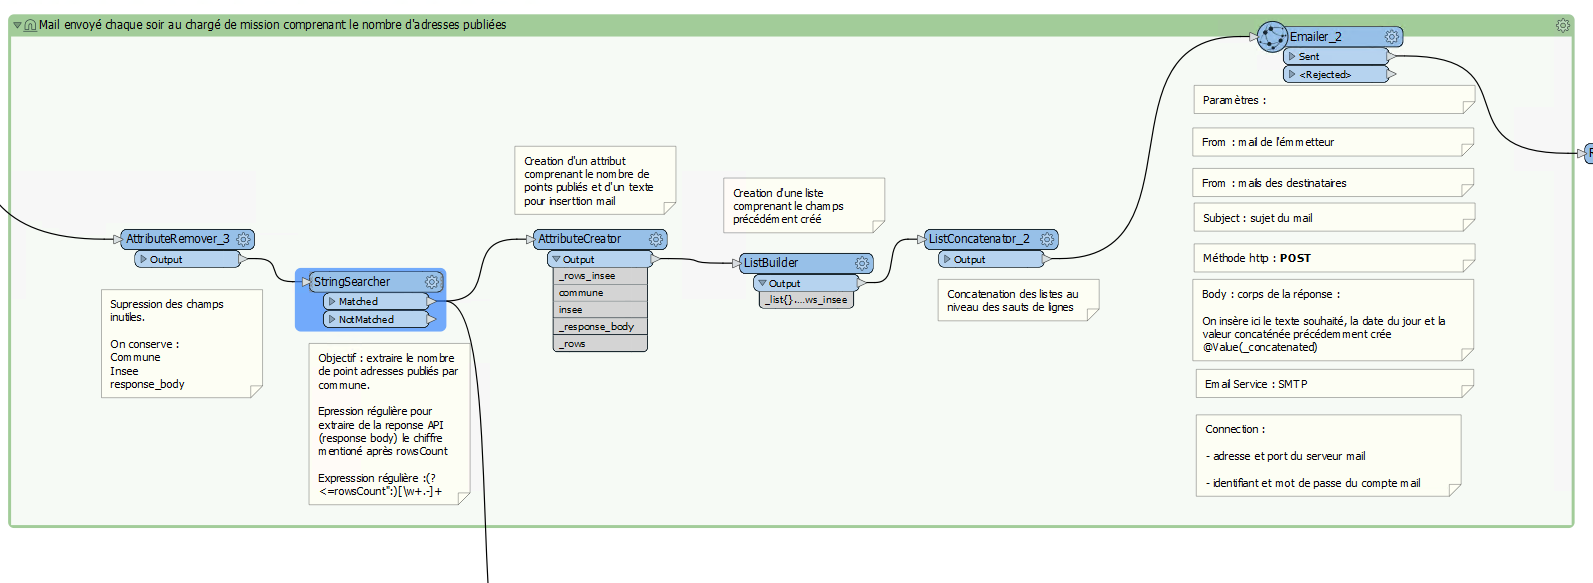 Mail envoyé chaque soir au chargé de mission comprenant le nombre d'adresses publiées
AttributeRemover_3
Output
Supression des champs
inutiles.
On conserve :
Commune
Insee
response_body
StringSearcher
Matched
NotMatched
Objectif : extraire le nombre
de point adresses publiés par
commune.
Epression régulière pour
extraire de la reponse API
(response body) le chiffre
mentioné après rowsCount
Expresssion régulière :(?
<=rowsCount":)[\w+.-]+
Creation d'un attribut
comprenant le nombre de
points publiés et d'un texte
pour inserttion mail
AttributeCreator
Output
_rows_insee
commune
insee
_response_body
_rows
Creation d'une liste
comprenant le champs
précédémént créé
ListBuilder
Output
_list{}....ws_insee
ListConcatenator_2
Output
Concatenation des listes au
niveau des sauts de lignes
Emailer_2
Sent
<Rejected>
Paramètres :
From : mail de l'émmetteur
From : mails des destinataires
Subject : sujet du mail
Méthode http : POST
Body : corps de la réponse :
On insère ici le texte souhaité, la date du jour et la
valeur concaténée précédemment crée
@Value(_concatenated)
Email Service : SMTP
Connection :
- adresse et port du serveur mail
- identifiant et mot de passe du compte mail